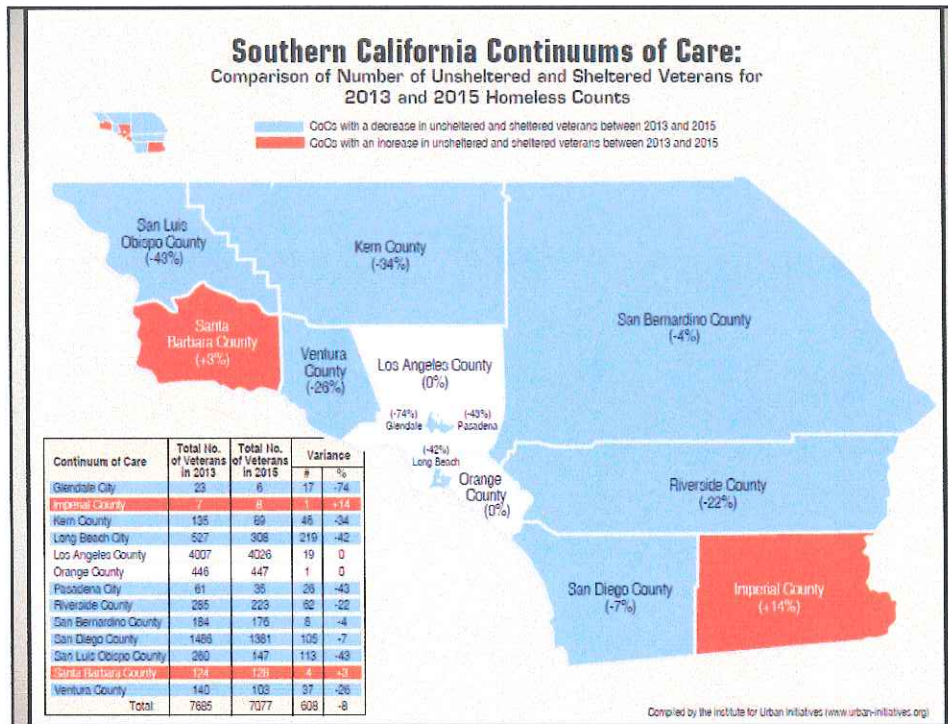 Southern California Continuums of Care:
Comparison of Number of Unsheltered and Sheltered Veterans for
2013 and 2015 Homeless Counts
CoCs with a decrease in unsheltered and sheltered veterans between 2013 and 2015
CoCs with an increase in unsheltered and sheltered veterans between 2013 and 2015
San Luis
Obispo County
(-43%)
Kern County
(-34%)
San Bernardino County
(-4%)
Santa
Barbara County
(+3%)
Ventura
County
(-26%)
Los Angeles County
(0%)
(-74%)
Glendale
(-43%)
Pasadena
(-42%)
Long Beach
Orange
County
(0%)
Riverside County
(-22%)
San Diego County
(-7%)
Imperial County
(+14%)
Continuum of Care Total No. of Veterans in 2013 Total No. of Veterans in 2015 Variance
# %
Glendale City 23 6 17 -74
Imperial County 7 8 1 +14
Kern County 135 89 46 -34
Long Beach City 527 308 219 -42
Los Angeles County 4007 4026 19 0
Orange County 446 447 1 0
Pasadena City 61 35 26 -43
Riverside County 285 223 62 -22
San Bernardino County 184 176 8 -4
San Diego County 1486 1381 105 -7
San Luis Obispo County 260 147 113 -43
Santa Barbara County 124 128 4 +3
Ventura County 140 103 37 -26
Total: 7685 7077 608 -8
Compiled by the Institute for Urban Initiatives (www.urban-initiatives.org)